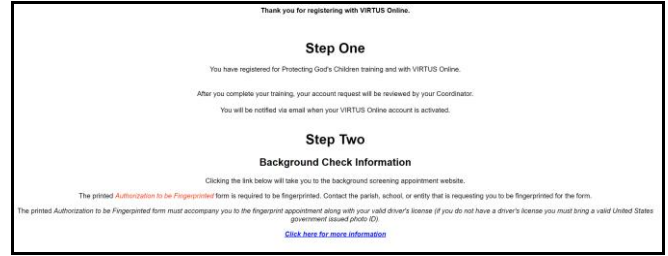 Thank you for registering with VIRTUS Online.
Step One
You have registered for Protecting God's Children training and with VIRTUS Online.
After you complete your training, your account request will be reviewed by your Coordinator.
You will be notified via email when your VIRTUS Online account is activated.
Step Two
Background Check Information
Clicking the link below will take you to the background screening appointment website.
The printed Authorization to be Fingerprinted form is required to be fingerprinted. Contact the parish, school, or entity that is requesting you to be fingerprinted for the form.
The printed Authorization to be Fingerpinted form must accompany you to the fingerprint appointment along with your valid driver's license (if you do not have a driver's license you must bring a valid United States
government issued photo ID).
Click here for more information